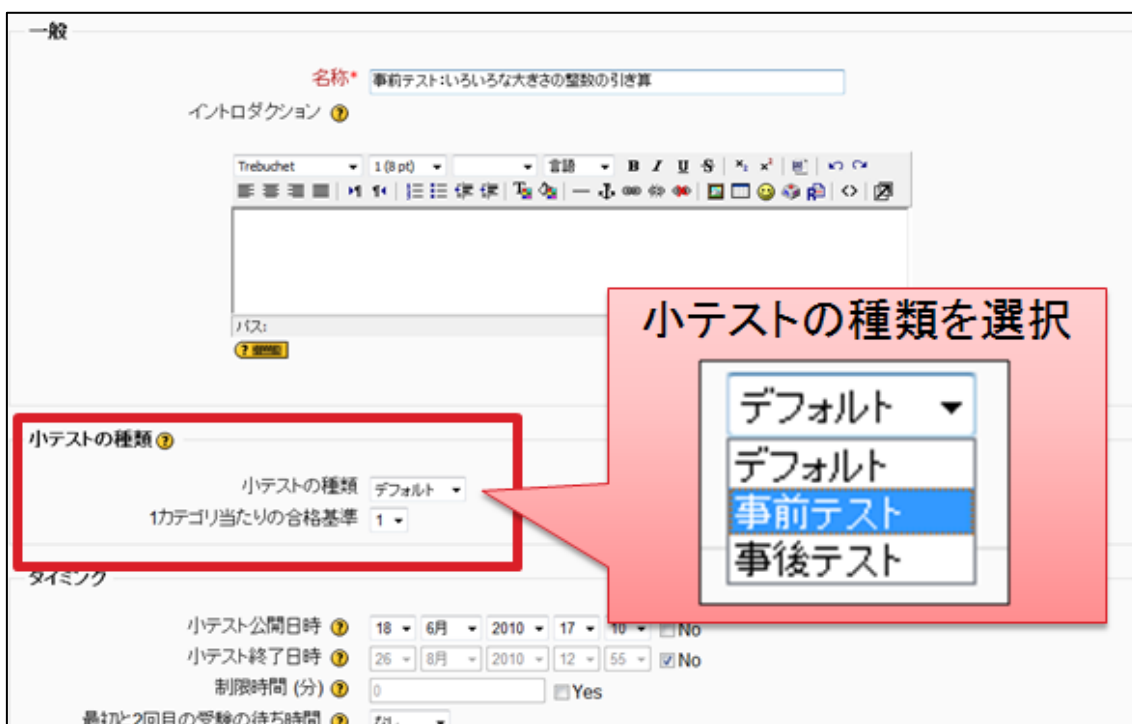 一般
名称* 事前テスト:いろいろな大きさの整数の引き算
イントロダクション ?
Trebuchet 1 (8 pt) 言語 B I U S x₂ x²
パス:
?
小テストの種類を選択
デフォルト
デフォルト
事前テスト
事後テスト
小テストの種類 ?
小テストの種類 デフォルト
1カテゴリ当たりの合格基準 1
タイミング
小テスト公開日時 ? 18 6月 2010 17 10 No
小テスト終了日時 ? 26 8月 2010 12 55 No
制限時間 (分) ? 0 Yes
最初と2回目の受験の待ち時間 ? なし